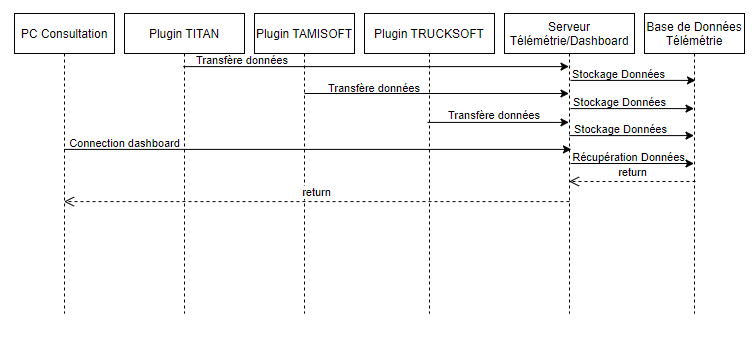 PC Consultation
Plugin TITAN
Plugin TAMISOFT
Plugin TRUCKSOFT
Serveur
Télémétrie/Dashboard
Base de Données
Télémétrie
Transfère données
Stockage Données
Transfère données
Stockage Données
Transfère données
Stockage Données
Connection dashboard
Récupération Données
return
return